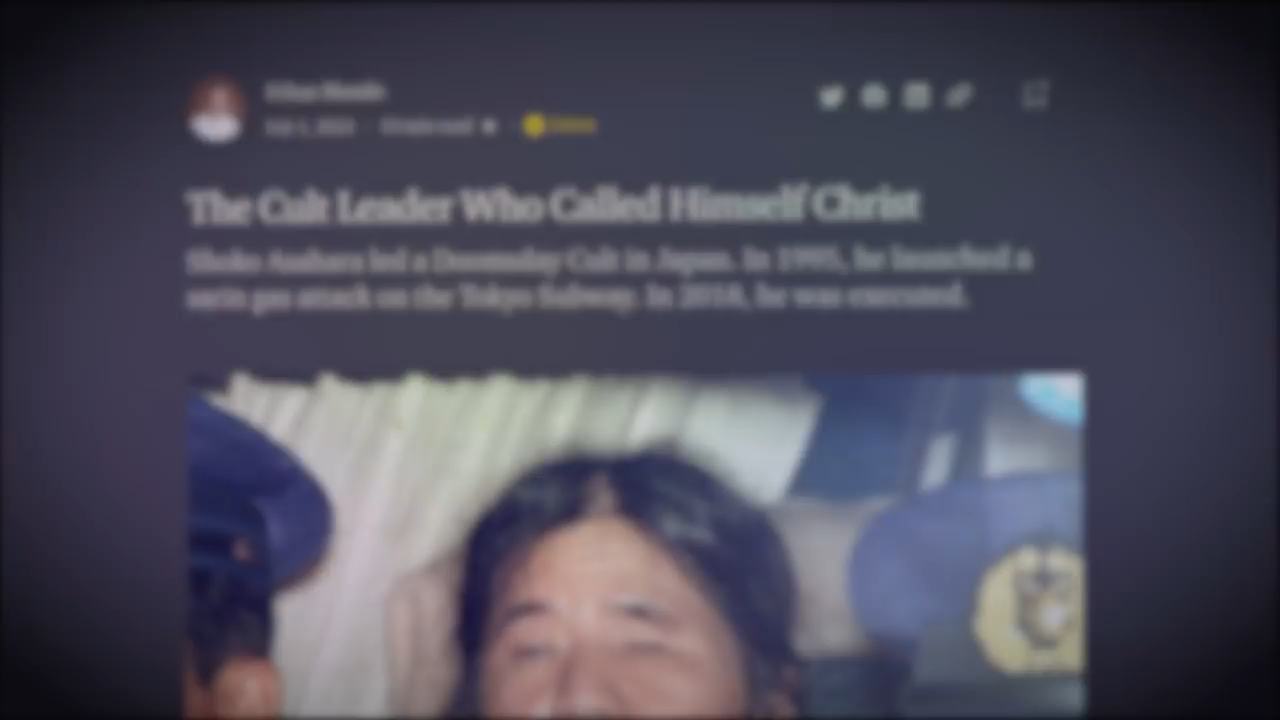 The Cult Leader Who Called Himself Christ
Shoko Asahara led a Doomsday Cult in Japan. In 1995, he launched a
sarin gas attack on the Tokyo Subway. In 2018, he was executed.